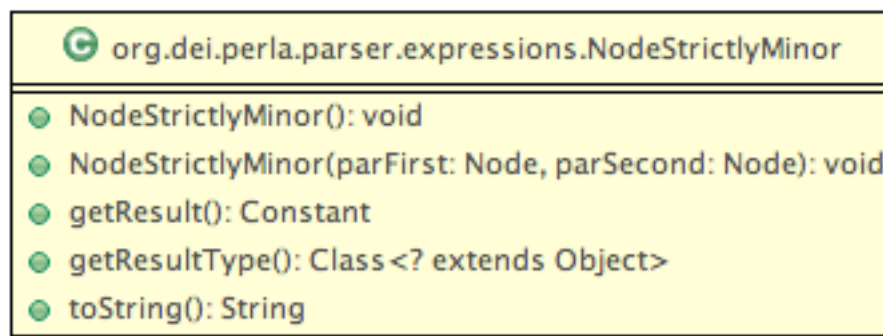 C org.dei.perla.parser.expressions.NodeStrictlyMinor
NodeStrictlyMinor(): void
NodeStrictlyMinor(parFirst: Node, parSecond: Node): void
getResult(): Constant
getResultType(): Class<? extends Object>
toString(): String